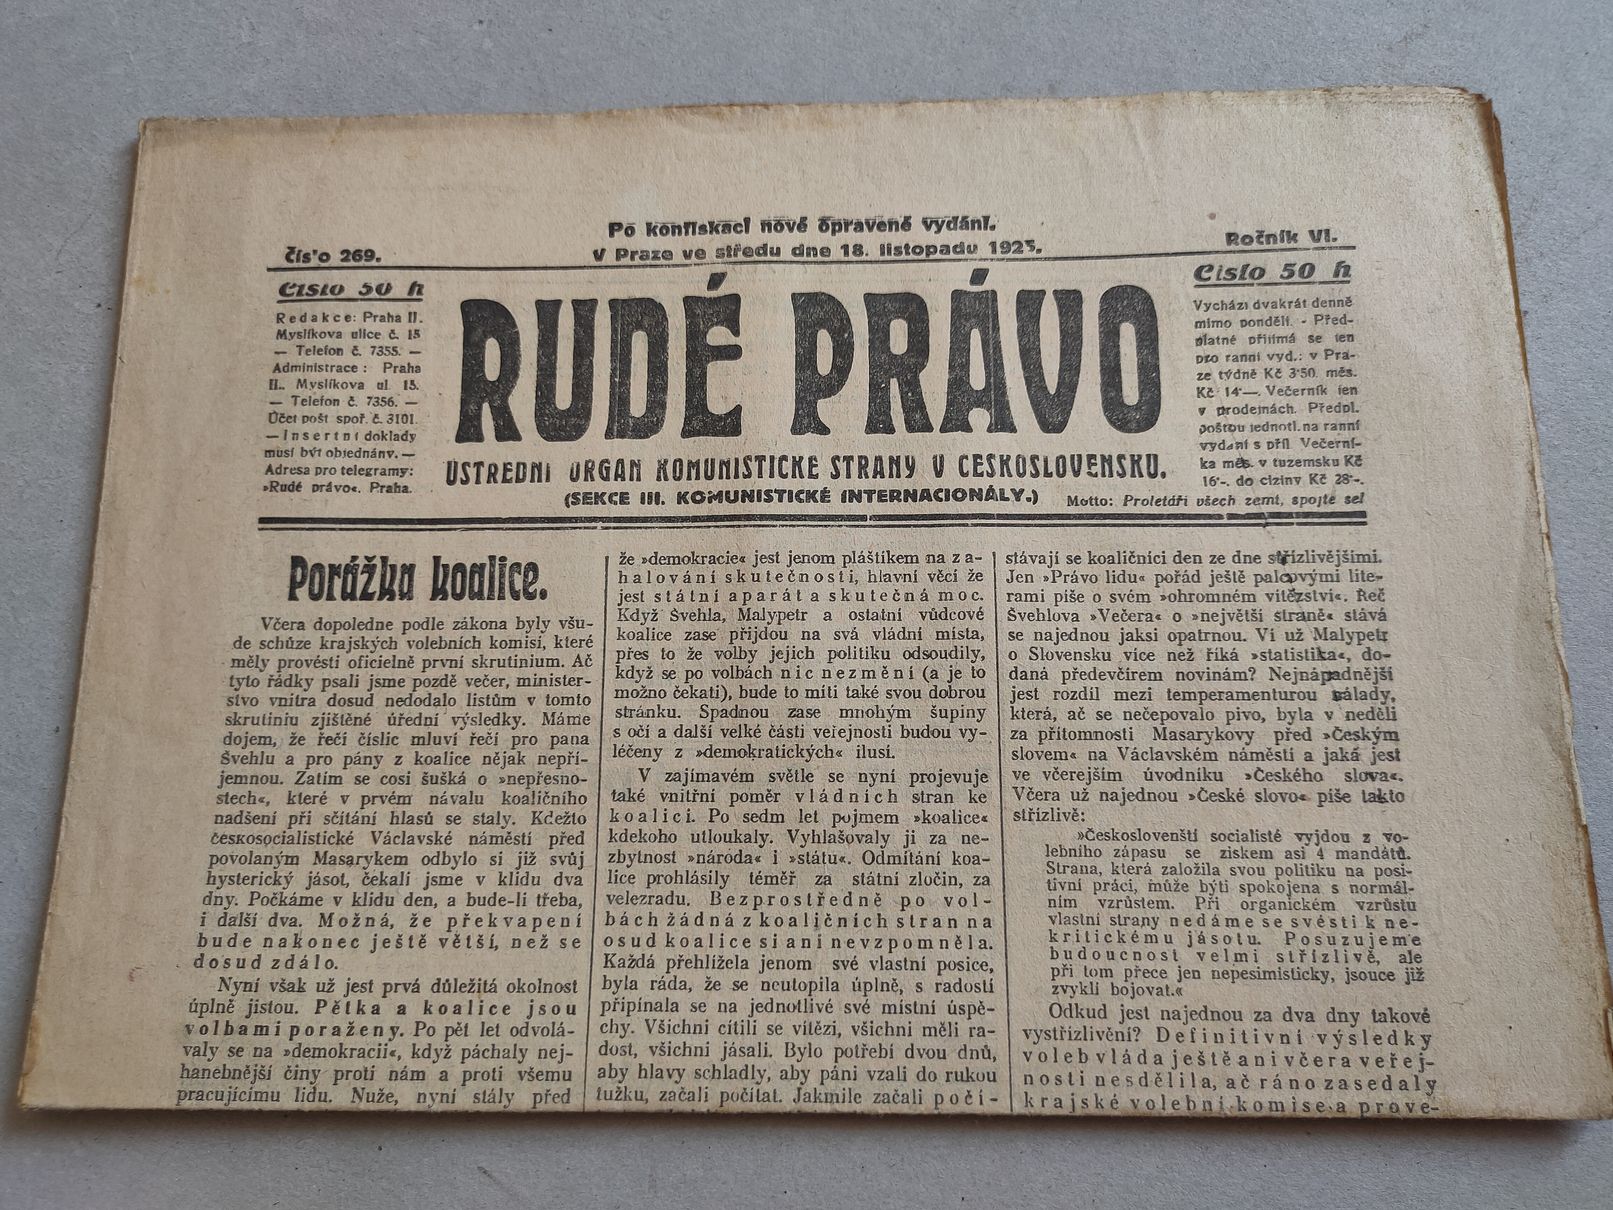 Po konfiskaci nové opravené vydání.
Číslo 269.
V Praze ve středu dne 18. listopadu 1925.
Ročník VI.
Číslo 50 h
Redakce: Praha II.
Myslíkova ulice č. 15
— Telefon č. 7355. —
Administrace: Praha
II., Myslíkova ul. 15.
— Telefon č. 7356. —
Účet pošt. spoř. č. 3101.
— Insertní doklady
musí být objednány. —
Adresa pro telegramy:
»Rudé právo«, Praha.
RUDÉ PRÁVO
ÚSTŘEDNÍ ORGAN KOMUNISTICKÉ STRANY V ČESKOSLOVENSKU.
(SEKCE III. KOMUNISTICKÉ INTERNACIONÁLY.)
Motto: Proletáři všech zemí, spojte se!
Číslo 50 h
Vychází dvakrát denně
mimo pondělí. - Před-
platné přijímá se jen
pro ranní vyd.: v Pra-
ze týdně Kč 3·50, měs.
Kč 14·—. Večerník jen
v prodejnách. Předpl.
poštou jednotl. na ranní
vydání s příl. Večerní-
ka měs. v tuzemsku Kč
16·-, do ciziny Kč 28·-.
Porážka koalice.
Včera dopoledne podle zákona byly všu-
de schůze krajských volebních komisí, které
měly provésti oficielně první skrutinium. Ač
tyto řádky psali jsme pozdě večer, minister-
stvo vnitra dosud nedodalo listům v tomto
skrutiniu zjištěné úřední výsledky. Máme
dojem, že řečí číslic mluví řečí pro pana
Švehlu a pro pány z koalice nějak nepří-
jemnou. Zatím se cosi šušká o »nepřesno-
stech«, které v prvém návalu koaličního
nadšení při sčítání hlasů se staly. Kdežto
českosocialistické Václavské náměstí před
povolaným Masarykem odbylo si již svůj
hysterický jásot, čekali jsme v klidu dva
dny. Počkáme v klidu den, a bude-li třeba,
i další dva. Možná, že překvapení
bude nakonec ještě větší, než se
dosud zdálo.
Nyní však už jest prvá důležitá okolnost
úplně jistou. Pětka a koalice jsou
volbami poraženy. Po pět let odvolá-
valy se na »demokracii«, když páchaly nej-
hanebnější činy proti nám a proti všemu
pracujícímu lidu. Nuže, nyní stály před
že »demokracie« jest jenom pláštíkem na za-
halování skutečnosti, hlavní věcí že
jest státní aparát a skutečná moc.
Když Švehla, Malypetr a ostatní vůdcové
koalice zase přijdou na svá vládní místa,
přes to že volby jejich politiku odsoudily,
když se po volbách nic nezmění (a je to
možno čekati), bude to míti také svou dobrou
stránku. Spadnou zase mnohým šupiny
s očí a další velké části veřejnosti budou vy-
léčeny z »demokratických« ilusí.
V zajímavém světle se nyní projevuje
také vnitřní poměr vládních stran ke
koalici. Po sedm let pojmem »koalice«
kdekoho utloukaly. Vyhlašovaly ji za ne-
zbytnost »národa« i »státu«. Odmítání koa-
lice prohlásily téměř za státní zločin, za
velezradu. Bezprostředně po vol-
bách žádná z koaličních stran na
osud koalice si ani nevzpomněla.
Každá přehlížela jenom své vlastní posice,
byla ráda, že se neutopila úplně, s radostí
připínala se na jednotlivé své místní úspě-
chy. Všichni cítili se vítězi, všichni měli ra-
dost, všichni jásali. Bylo potřebí dvou dnů,
aby hlavy schladly, aby páni vzali do rukou
tužku, začali počítat. Jakmile začali počí-
stávají se koaličníci den ze dne střízlivějšími.
Jen »Právo lidu« pořád ještě palcovými lite-
rami píše o svém »ohromném vítězství«. Řeč
Švehlova »Večera« o »největší straně« stává
se najednou jaksi opatrnou. Ví už Malypetr
o Slovensku více než říká »statistika«, do-
daná předevčírem novinám? Nejnápadnější
jest rozdíl mezi temperamenturou nálady,
která, ač se nečepovalo pivo, byla v neděli
za přítomnosti Masarykovy před »Českým
slovem« na Václavském náměstí a jaká jest
ve včerejším úvodníku »Českého slova«.
Včera už najednou »České slovo« píše takto
střízlivě:
»Českoslovenští socialisté vyjdou z vo-
lebního zápasu se ziskem asi 4 mandátů.
Strana, která založila svou politiku na posi-
tivní práci, může býti spokojena s normál-
ním vzrůstem. Při organickém vzrůstu
vlastní strany nedáme se svésti k ne-
kritickému jásotu. Posuzujeme
budoucnost velmi střízlivě, ale
při tom přece jen nepesimisticky, jsouce již
zvyklí bojovat.«
Odkud jest najednou za dva dny takové
vystřízlivění? Definitivní výsledky
voleb vláda ještě ani včera veřej-
nosti nesdělila, ač ráno zasedaly
krajské volební komise a prove-